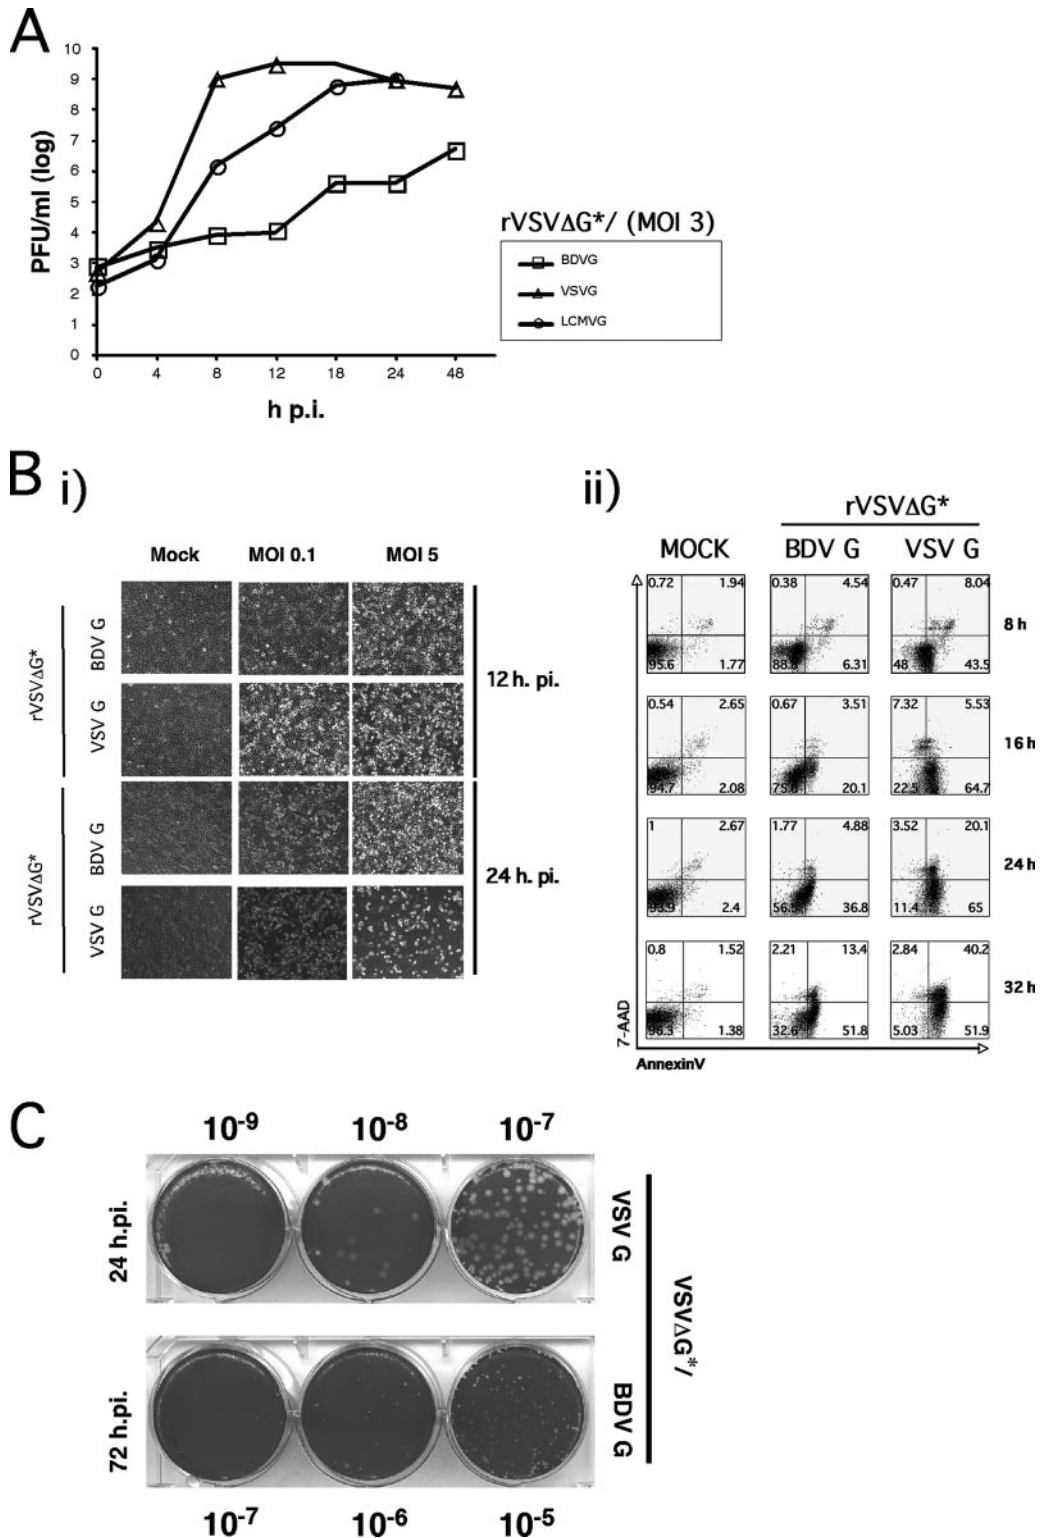 A
10
9
8
7
6
5
4
3
2
1
0
PFU/ml (log)
0 4 8 12 18 24 48
h p.i.
rVSVΔG*/ (MOI 3)
BDVG
VSVG
LCMVG
B i)
Mock MOI 0.1 MOI 5
rVSVΔG*
BDV G
VSV G
12 h. pi.
rVSVΔG*
BDV G
VSV G
24 h. pi.
ii)
rVSVΔG*
MOCK BDV G VSV G
0.72 1.94 0.38 4.54 0.47 8.04
8 h
95.6 1.77 6.31 48 43.5
0.54 2.65 0.67 3.51 7.32 5.53
16 h
94.7 2.08 20.1 22.5 64.7
1 2.67 1.77 4.88 3.52 20.1
24 h
2.4 36.8 11.4 65
0.8 1.52 2.21 13.4 2.84 40.2
32 h
96.3 1.38 32.6 51.8 5.03 51.9
7-AAD
AnnexinV
C
10-9 10-8 10-7
24 h.pi.
VSV G
72 h.pi.
BDV G
VSVΔG*/
10-7 10-6 10-5